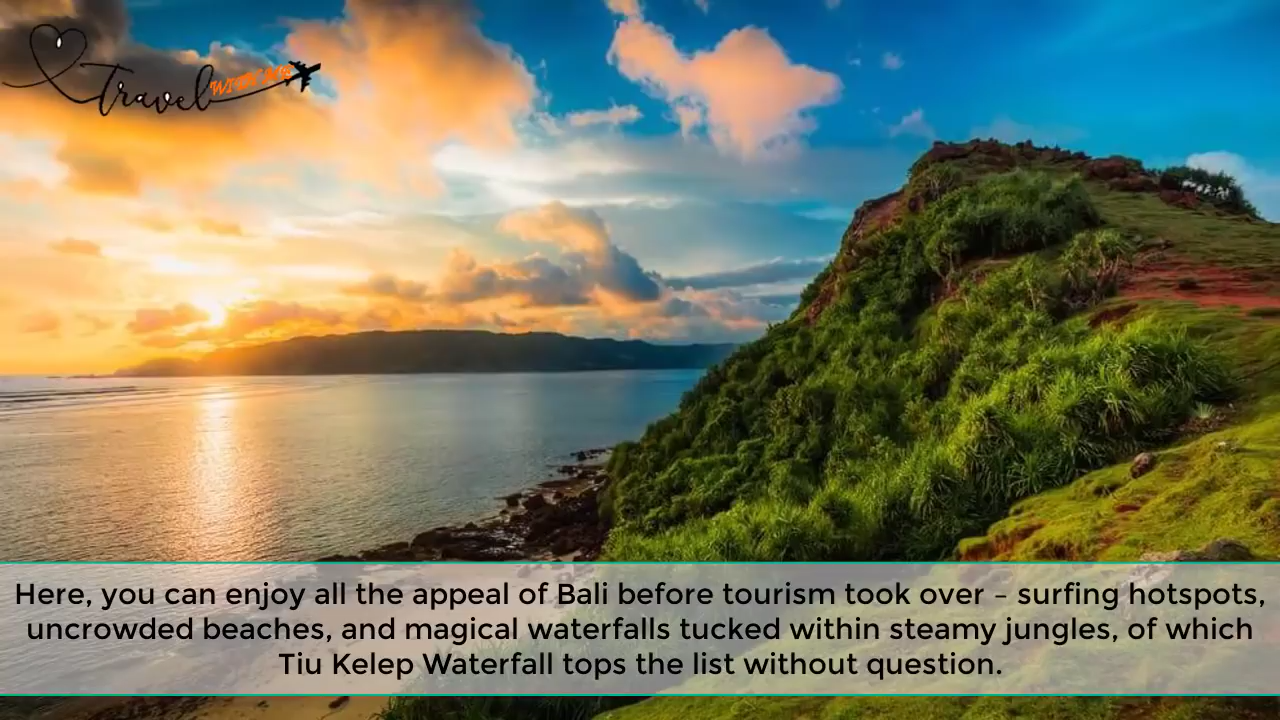 Travel WITH ME
Here, you can enjoy all the appeal of Bali before tourism took over – surfing hotspots,
uncrowded beaches, and magical waterfalls tucked within steamy jungles, of which
Tiu Kelep Waterfall tops the list without question.